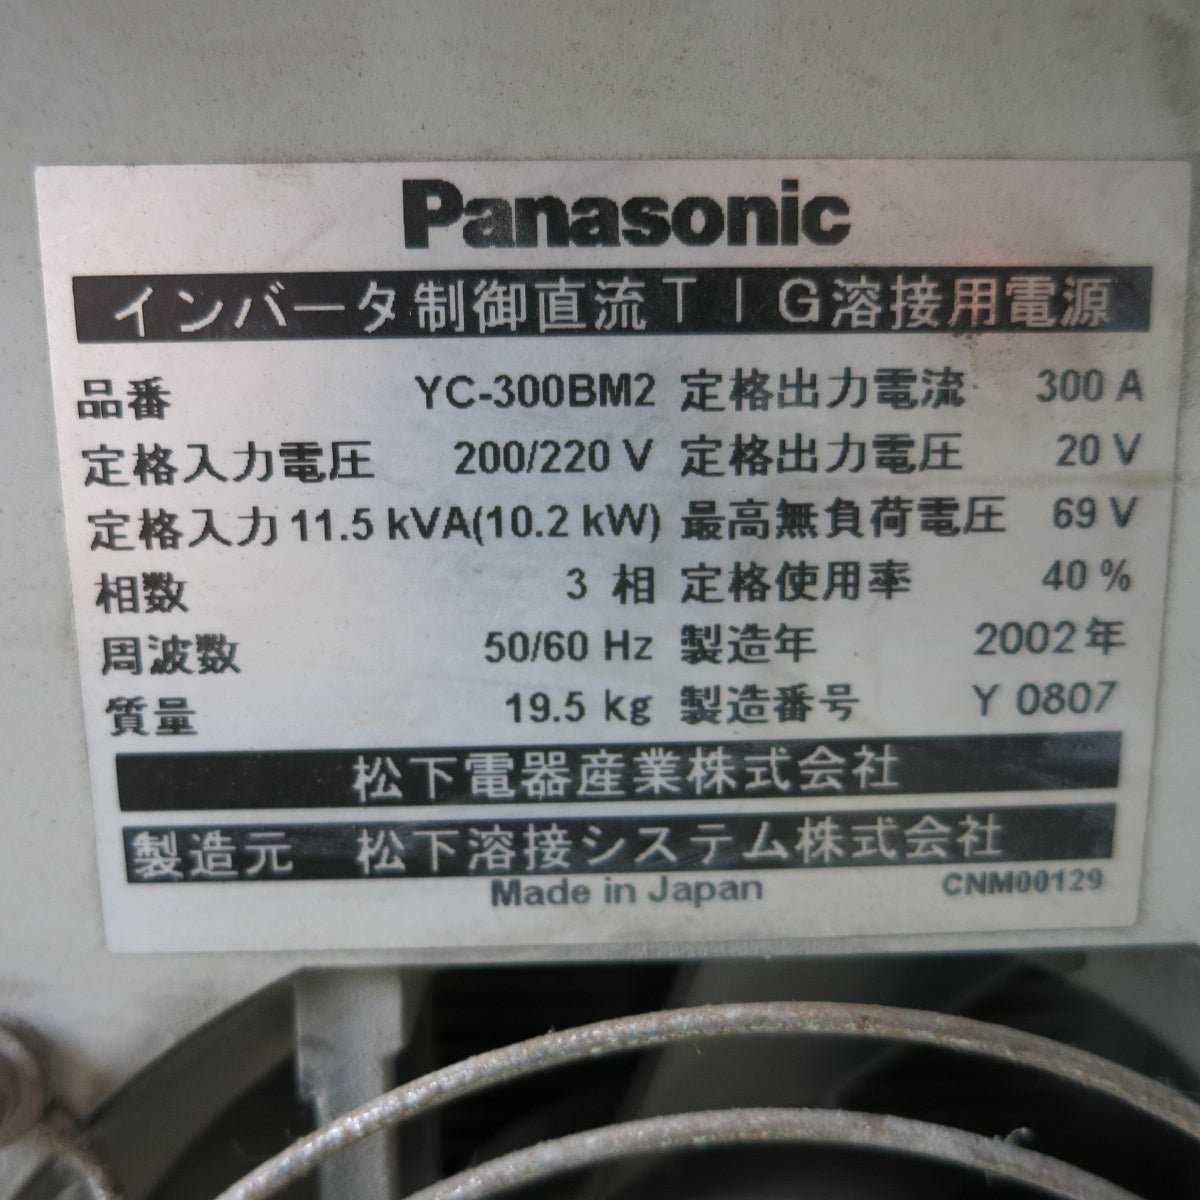 Panasonic
インバータ制御直流TIG溶接用電源
品番 YC-300BM2 定格出力電流 300 A
定格入力電圧 200/220 V 定格出力電圧 20 V
定格入力 11.5 kVA(10.2 kW) 最高無負荷電圧 69 V
相数 3 相 定格使用率 40 %
周波数 50/60 Hz 製造年 2002年
質量 19.5 kg 製造番号 Y 0807
松下電器産業株式会社
製造元 松下溶接システム株式会社
Made in Japan CNM00129